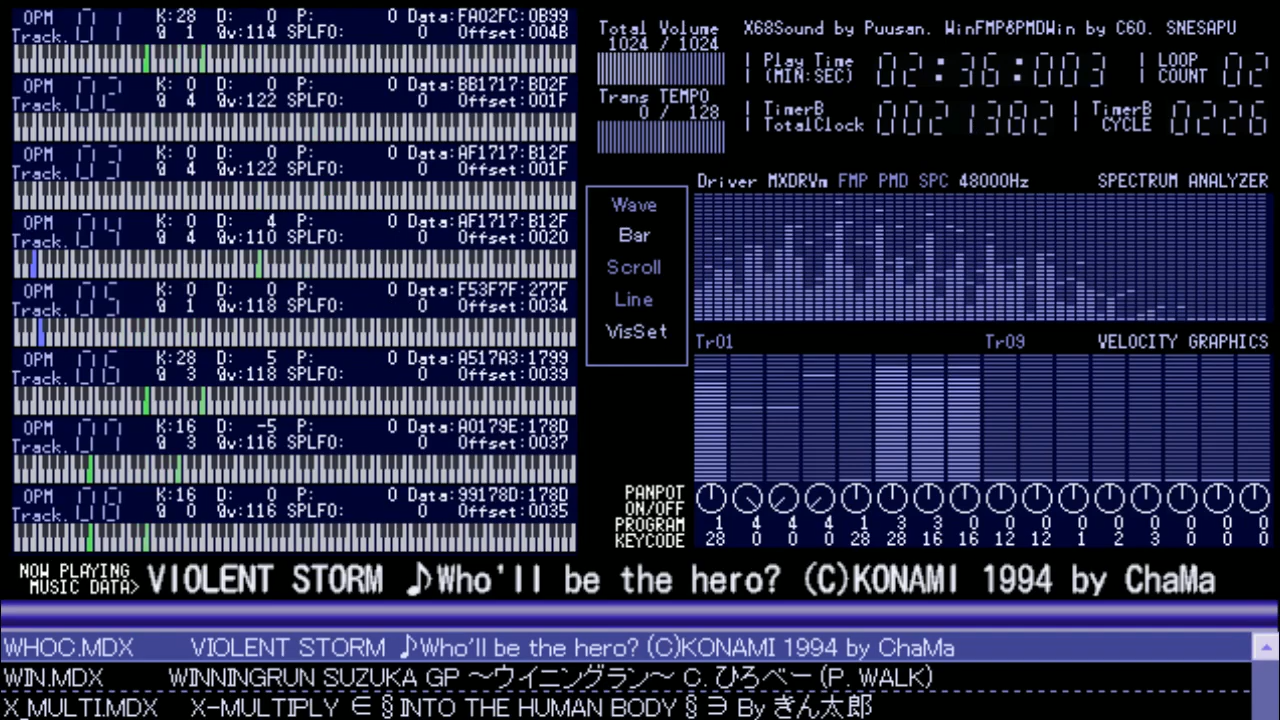 OPM K:28 D: 0 P: 0 Data:FA02FC:0B99
Track. 01 @ 1 @v:114 SPLFO: 0 Offset:004B
OPM K: 0 D: 0 P: 0 Data:BB1717:BD2F
Track. 02 @ 4 @v:122 SPLFO: 0 Offset:001F
OPM K: 0 D: 0 P: 0 Data:AF1717:B12F
Track. 03 @ 4 @v:122 SPLFO: 0 Offset:001F
OPM K: 0 D: 4 P: 0 Data:AF1717:B12F
Track. 04 @ 4 @v:110 SPLFO: 0 Offset:0020
OPM K: 0 D: 0 P: 0 Data:F53F7F:277F
Track. 05 @ 1 @v:118 SPLFO: 0 Offset:0034
OPM K:28 D: 5 P: 0 Data:A517A3:1799
Track. 06 @ 3 @v:118 SPLFO: 0 Offset:0039
OPM K:16 D: -5 P: 0 Data:A0179E:178D
Track. 07 @ 3 @v:116 SPLFO: 0 Offset:0037
OPM K:16 D: 0 P: 0 Data:99178D:178D
Track. 08 @ 0 @v:116 SPLFO: 0 Offset:0035
Total Volume
1024 / 1024
Trans TEMPO
0 / 128
X68Sound by Puusan. WinFMP&PMDWin by C60. SNESAPU
Play Time (MIN:SEC) 02:36:003 LOOP COUNT 02
TimerB TotalClock 0021382 TimerB CYCLE 0226
Wave
Bar
Scroll
Line
VisSet
Driver MXDRVm FMP PMD SPC 48000Hz SPECTRUM ANALYZER
Tr01 Tr09 VELOCITY GRAPHICS
PANPOT
ON/OFF
PROGRAM 1 4 4 4 1 3 3 0 0 0 0 0 0 0 0 0
KEYCODE 28 0 0 0 28 28 16 16 12 12 1 2 3 0 0 0
NOW PLAYING MUSIC DATA> VIOLENT STORM ♪Who'll be the hero? (C)KONAMI 1994 by ChaMa
WHOC.MDX VIOLENT STORM ♪Who'll be the hero? (C)KONAMI 1994 by ChaMa
WIN.MDX WINNINGRUN SUZUKA GP ～ウイニングラン～ C. ひろべー (P. WALK)
X_MULTI.MDX X-MULTIPLY ∈ § INTO THE HUMAN BODY § ∋ By きん太郎